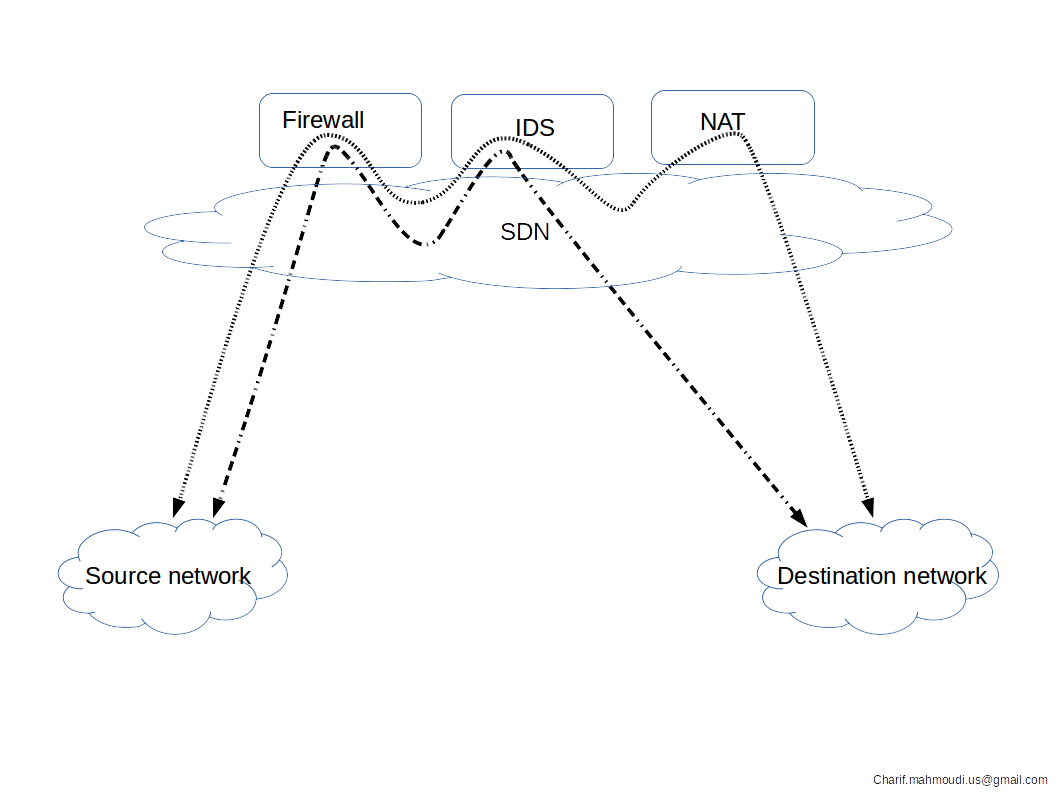 Firewall
IDS
NAT
SDN
Source network
Destination network
Charif.mahmoudi.us@gmail.com